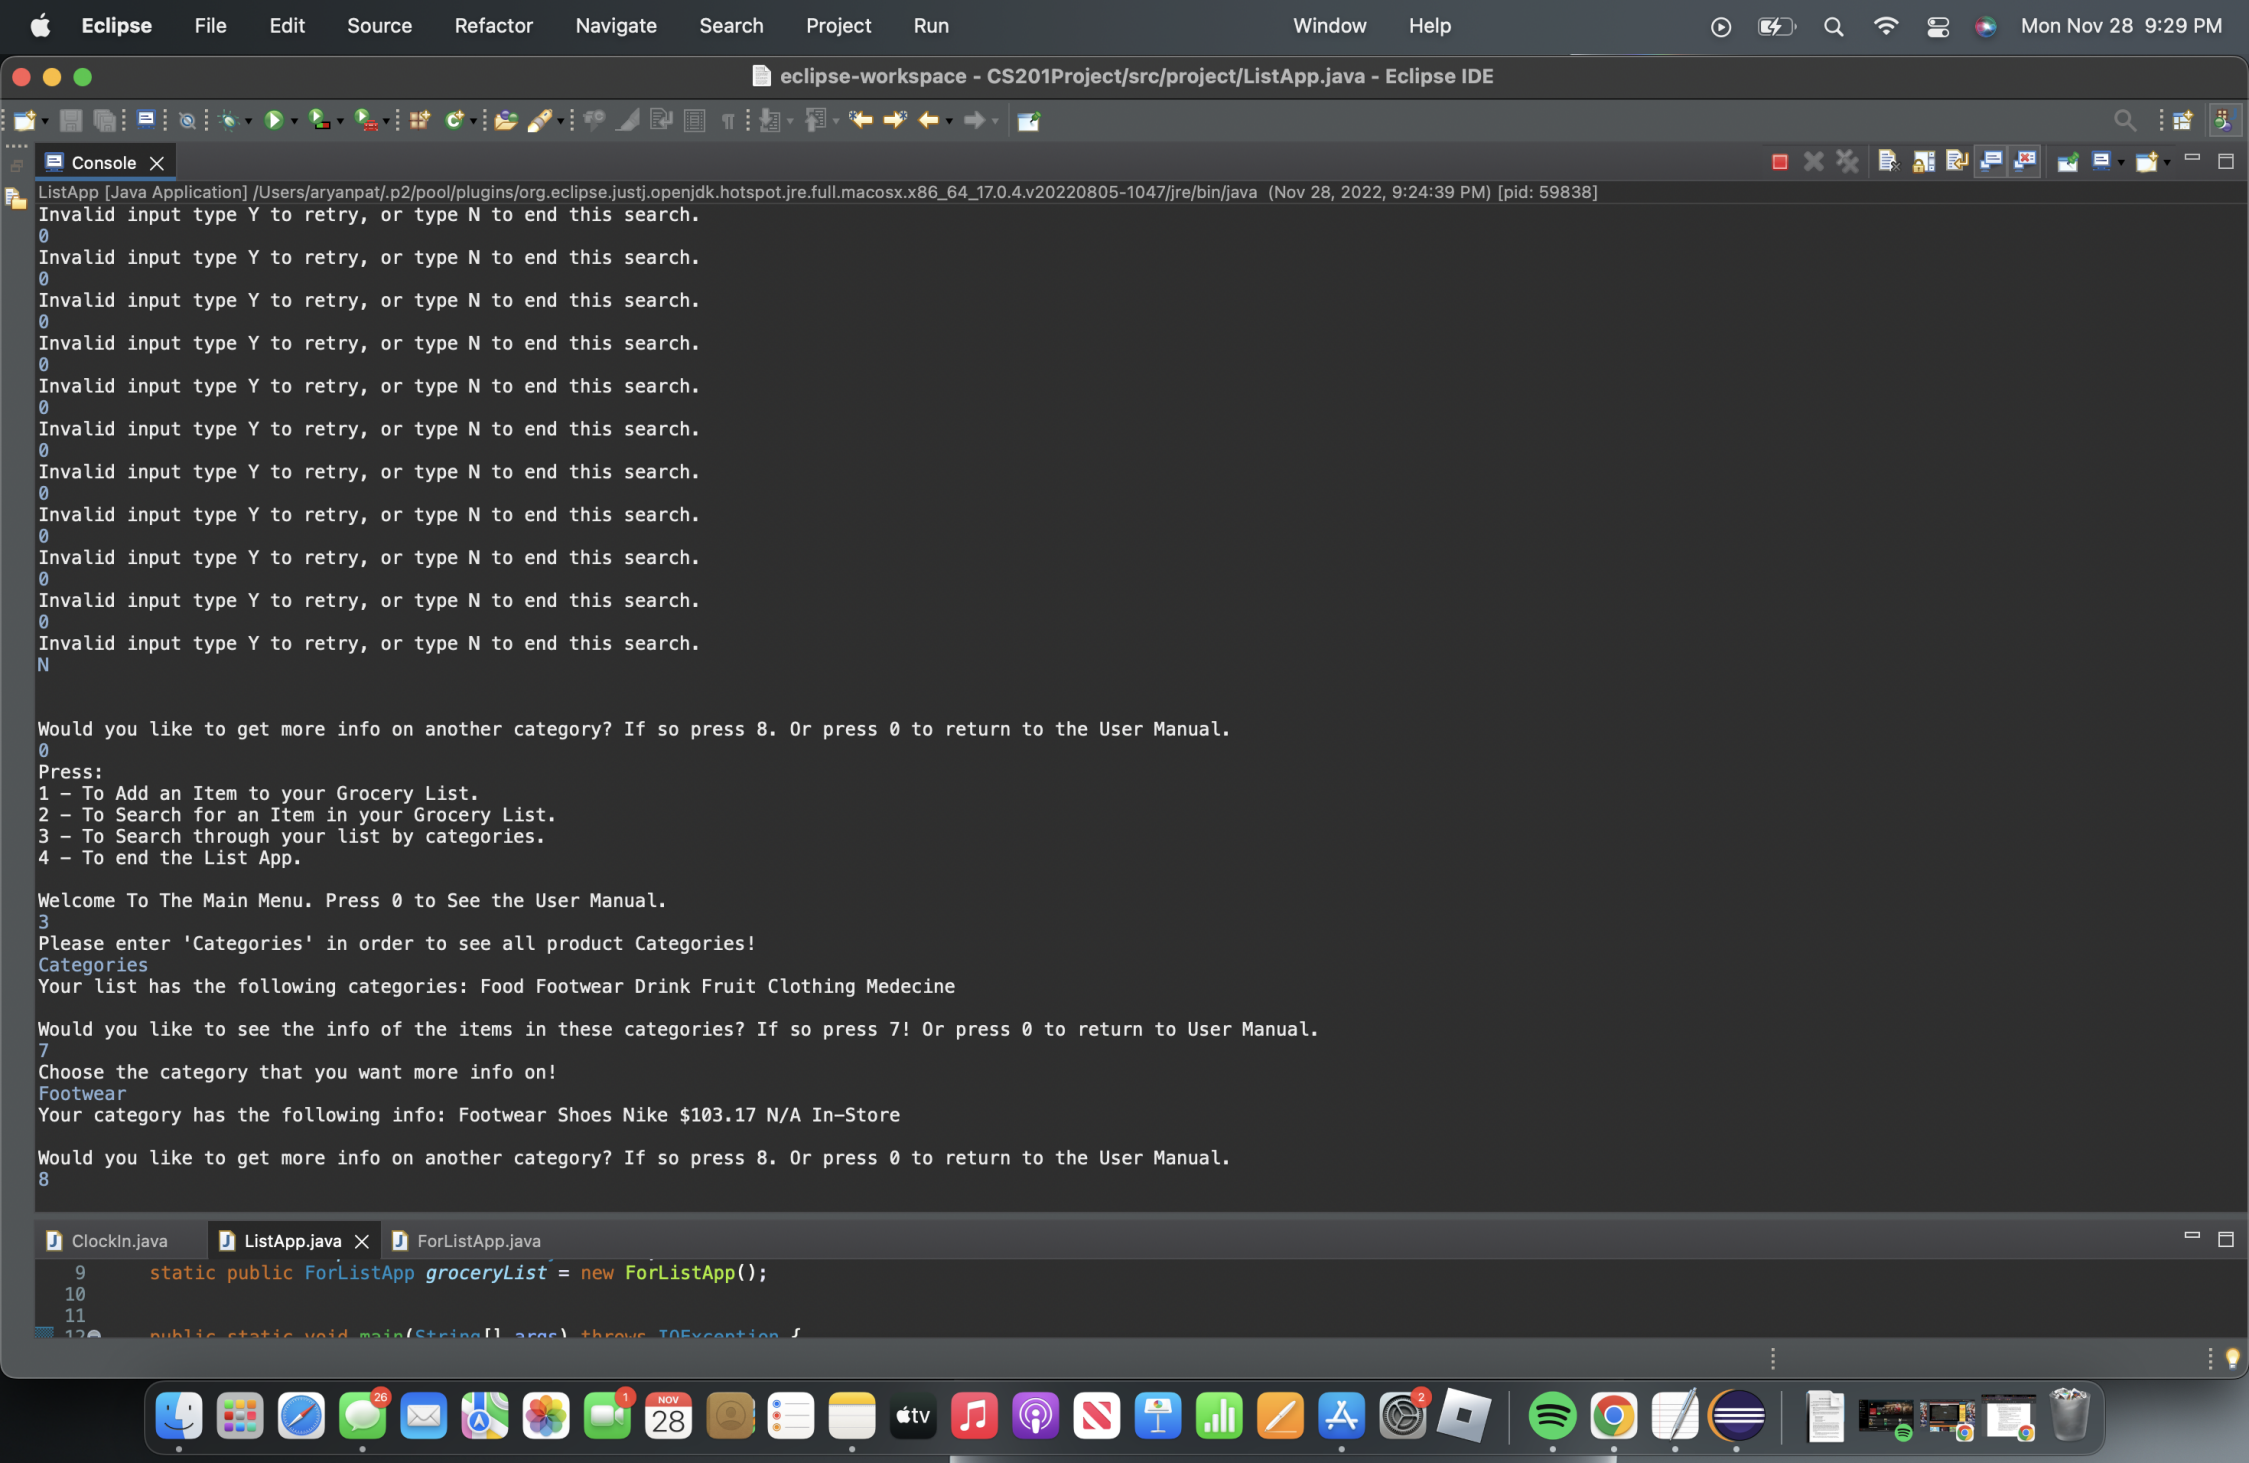 Eclipse File Edit Source Refactor Navigate Search Project Run Window Help Mon Nov 28 9:29 PM
eclipse-workspace - CS201Project/src/project/ListApp.java - Eclipse IDE
Console
ListApp [Java Application] /Users/aryanpat/.p2/pool/plugins/org.eclipse.justj.openjdk.hotspot.jre.full.macosx.x86_64_17.0.4.v20220805-1047/jre/bin/java (Nov 28, 2022, 9:24:39 PM) [pid: 59838]
Invalid input type Y to retry, or type N to end this search.
0
Invalid input type Y to retry, or type N to end this search.
0
Invalid input type Y to retry, or type N to end this search.
0
Invalid input type Y to retry, or type N to end this search.
0
Invalid input type Y to retry, or type N to end this search.
0
Invalid input type Y to retry, or type N to end this search.
0
Invalid input type Y to retry, or type N to end this search.
0
Invalid input type Y to retry, or type N to end this search.
0
Invalid input type Y to retry, or type N to end this search.
0
Invalid input type Y to retry, or type N to end this search.
0
Invalid input type Y to retry, or type N to end this search.
N
Would you like to get more info on another category? If so press 8. Or press 0 to return to the User Manual.
0
Press:
1 - To Add an Item to your Grocery List.
2 - To Search for an Item in your Grocery List.
3 - To Search through your list by categories.
4 - To end the List App.
Welcome To The Main Menu. Press 0 to See the User Manual.
3
Please enter 'Categories' in order to see all product Categories!
Categories
Your list has the following categories: Food Footwear Drink Fruit Clothing Medecine
Would you like to see the info of the items in these categories? If so press 7! Or press 0 to return to User Manual.
7
Choose the category that you want more info on!
Footwear
Your category has the following info: Footwear Shoes Nike $103.17 N/A In-Store
Would you like to get more info on another category? If so press 8. Or press 0 to return to the User Manual.
8
ClockIn.java ListApp.java ForListApp.java
9 static public ForListApp groceryList = new ForListApp();
10
11
12 public static void main(String[] args) throws IOException {
26 1 NOV 28 tv 2